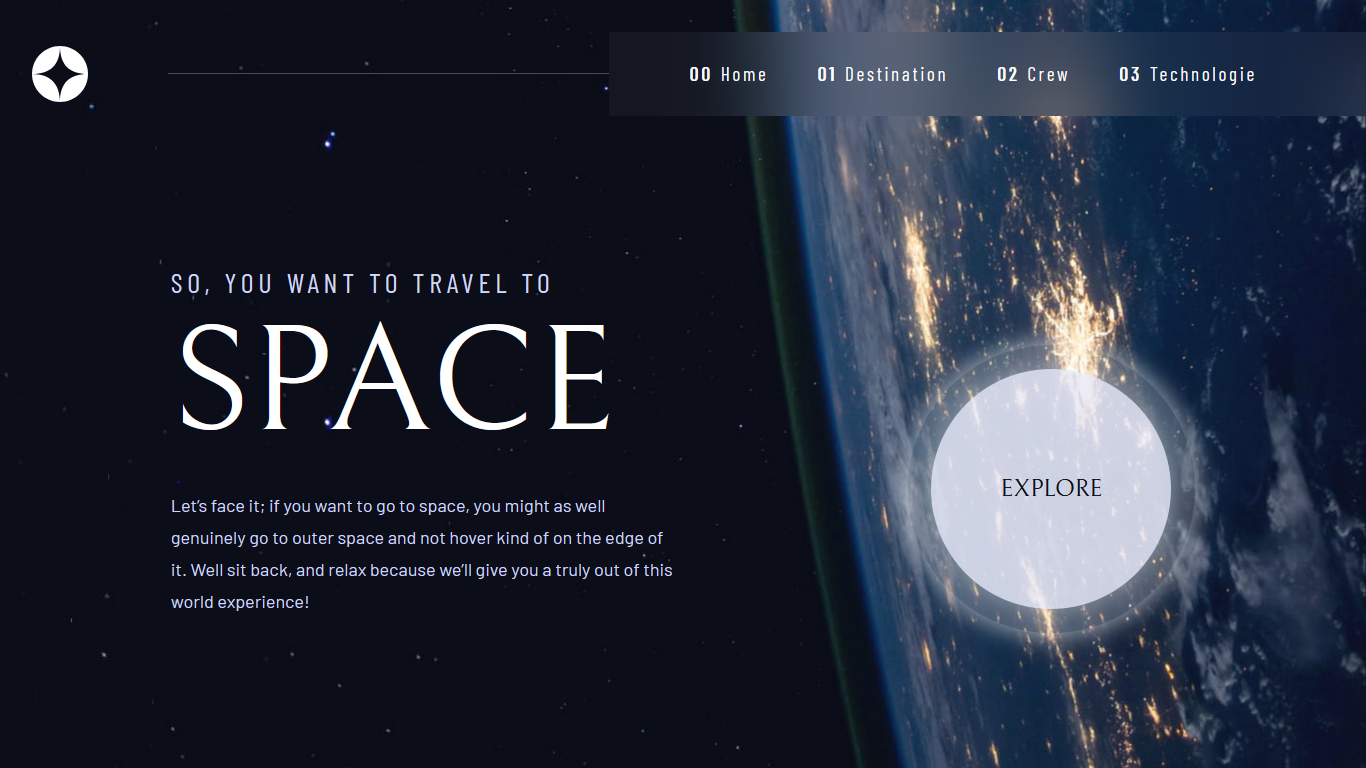 00 Home 01 Destination 02 Crew 03 Technologie
SO, YOU WANT TO TRAVEL TO
SPACE
Let’s face it; if you want to go to space, you might as well
genuinely go to outer space and not hover kind of on the edge of
it. Well sit back, and relax because we’ll give you a truly out of this
world experience!
EXPLORE